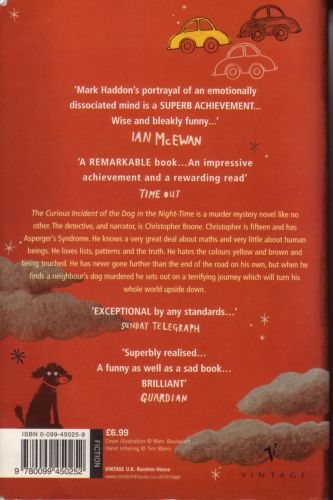 'Mark Haddon's portrayal of an emotionally
dissociated mind is a SUPERB ACHIEVEMENT...
Wise and bleakly funny...'
IAN McEWAN
'A REMARKABLE book...An impressive
achievement and a rewarding read'
TIME OUT
The Curious Incident of the Dog in the Night-Time is a murder mystery novel like no
other. The detective, and narrator, is Christopher Boone. Christopher is fifteen and has
Asperger's Syndrome. He knows a very great deal about maths and very little about human
beings. He loves lists, patterns and the truth. He hates the colours yellow and brown and
being touched. He has never gone further than the end of the road on his own, but when he
finds a neighbour's dog murdered he sets out on a terrifying journey which will turn his
whole world upside down.
'EXCEPTIONAL by any standards...'
SUNDAY TELEGRAPH
'Superbly realised...
A funny as well as a sad book...
BRILLIANT'
GUARDIAN
ISBN 0-099-45025-9
9 780099 450252
FICTION
£6.99
Cover illustration © Marc Boutavant
Hand lettering © Tim Marrs
VINTAGE U.K. Random House
www.randomhouse.co.uk/vintage
V
VINTAGE